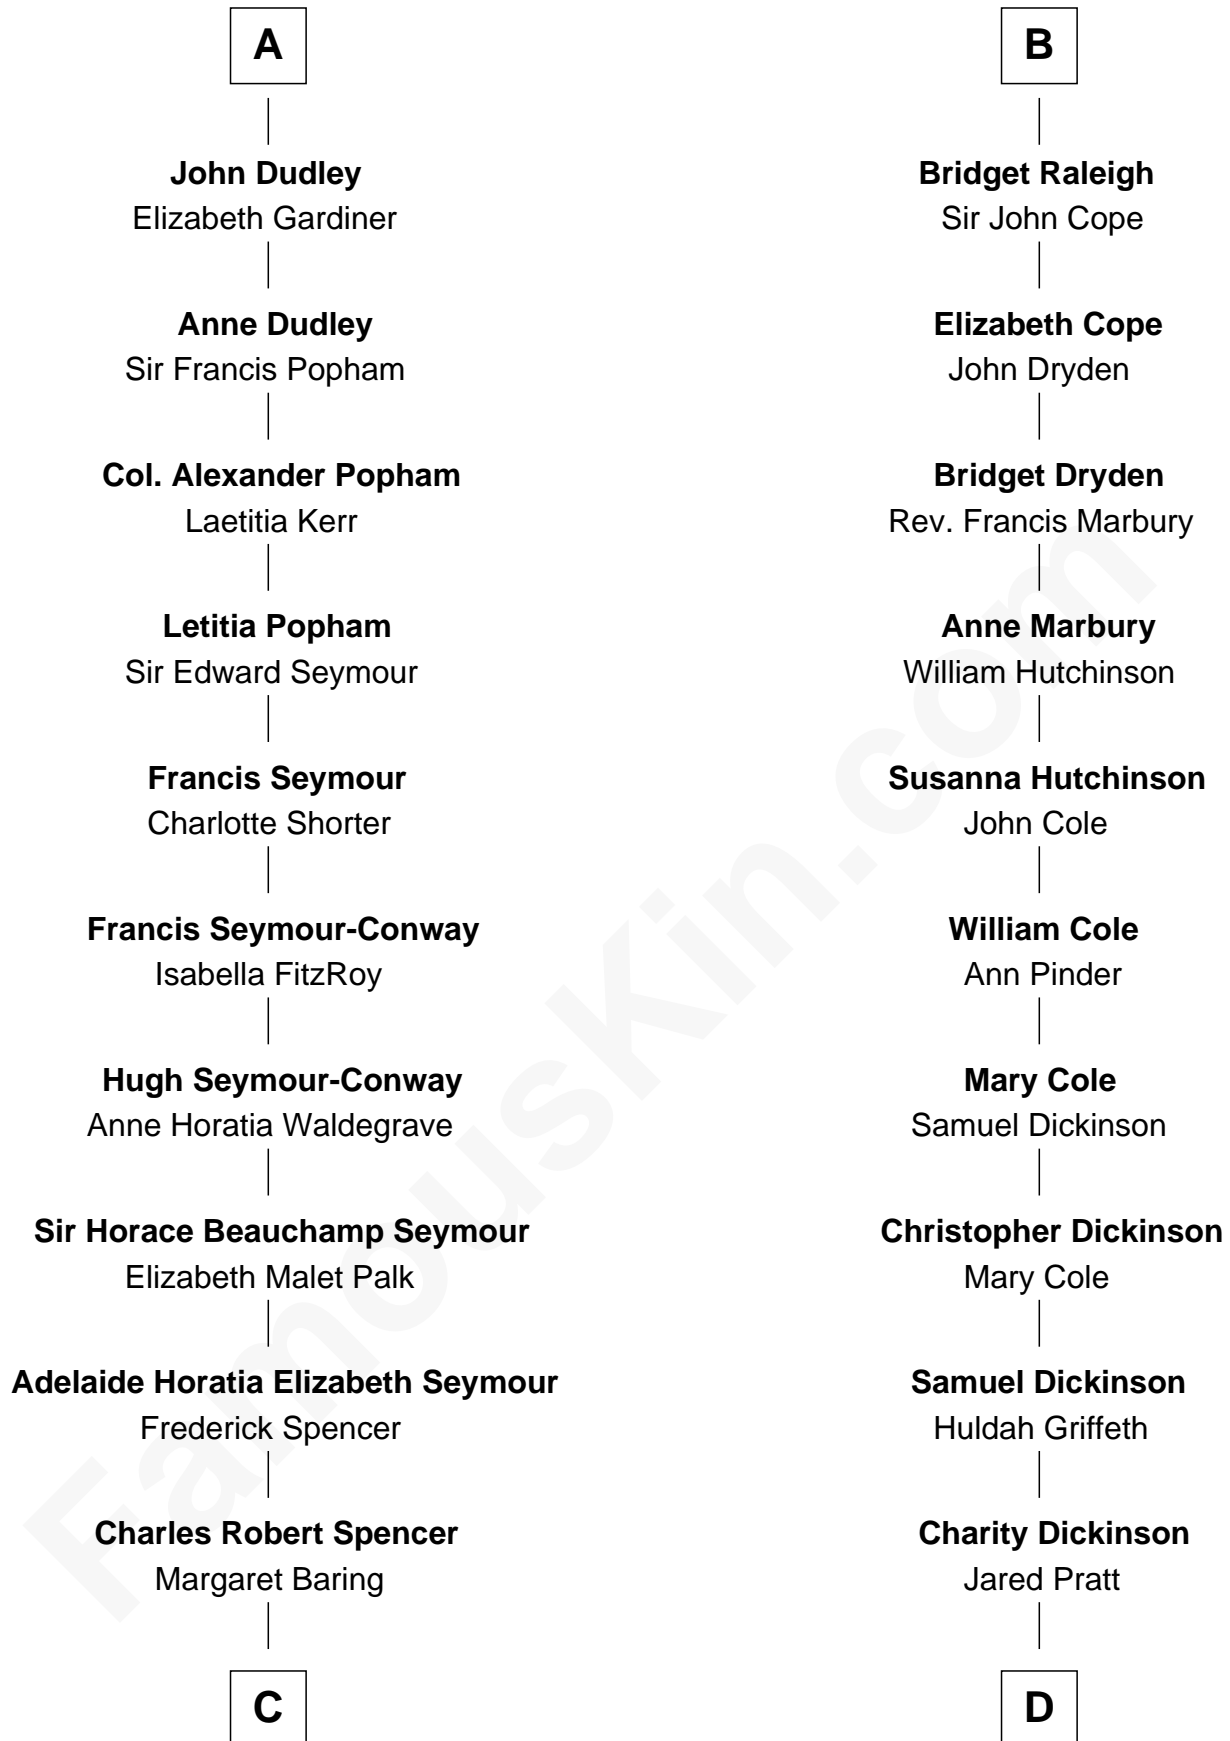 A
John Dudley
Elizabeth Gardiner
Anne Dudley
Sir Francis Popham
Col. Alexander Popham
Laetitia Kerr
Letitia Popham
Sir Edward Seymour
Francis Seymour
Charlotte Shorter
Francis Seymour-Conway
Isabella FitzRoy
Hugh Seymour-Conway
Anne Horatia Waldegrave
Sir Horace Beauchamp Seymour
Elizabeth Malet Palk
Adelaide Horatia Elizabeth Seymour
Frederick Spencer
Charles Robert Spencer
Margaret Baring
C
B
Bridget Raleigh
Sir John Cope
Elizabeth Cope
John Dryden
Bridget Dryden
Rev. Francis Marbury
Anne Marbury
William Hutchinson
Susanna Hutchinson
John Cole
William Cole
Ann Pinder
Mary Cole
Samuel Dickinson
Christopher Dickinson
Mary Cole
Samuel Dickinson
Huldah Griffeth
Charity Dickinson
Jared Pratt
D
FamousKin.com